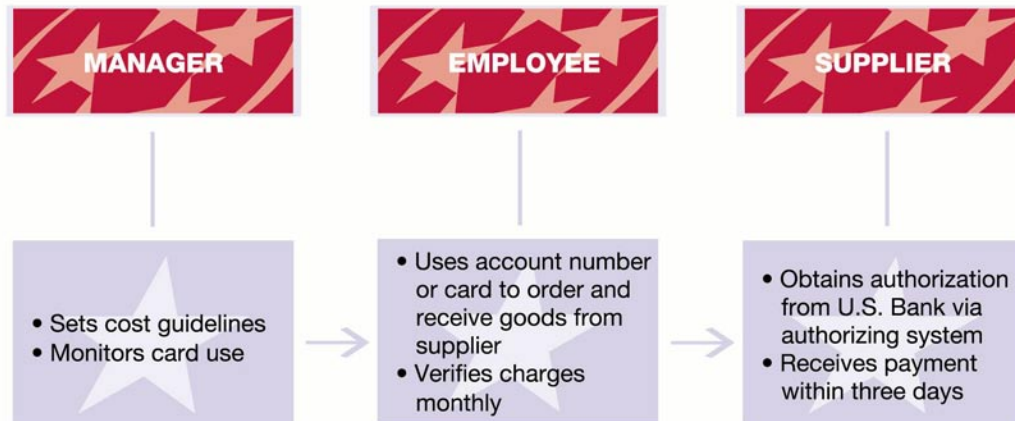 MANAGER
EMPLOYEE
SUPPLIER
• Sets cost guidelines
• Monitors card use
• Uses account number
or card to order and
receive goods from
supplier
• Verifies charges
monthly
• Obtains authorization
from U.S. Bank via
authorizing system
• Receives payment
within three days